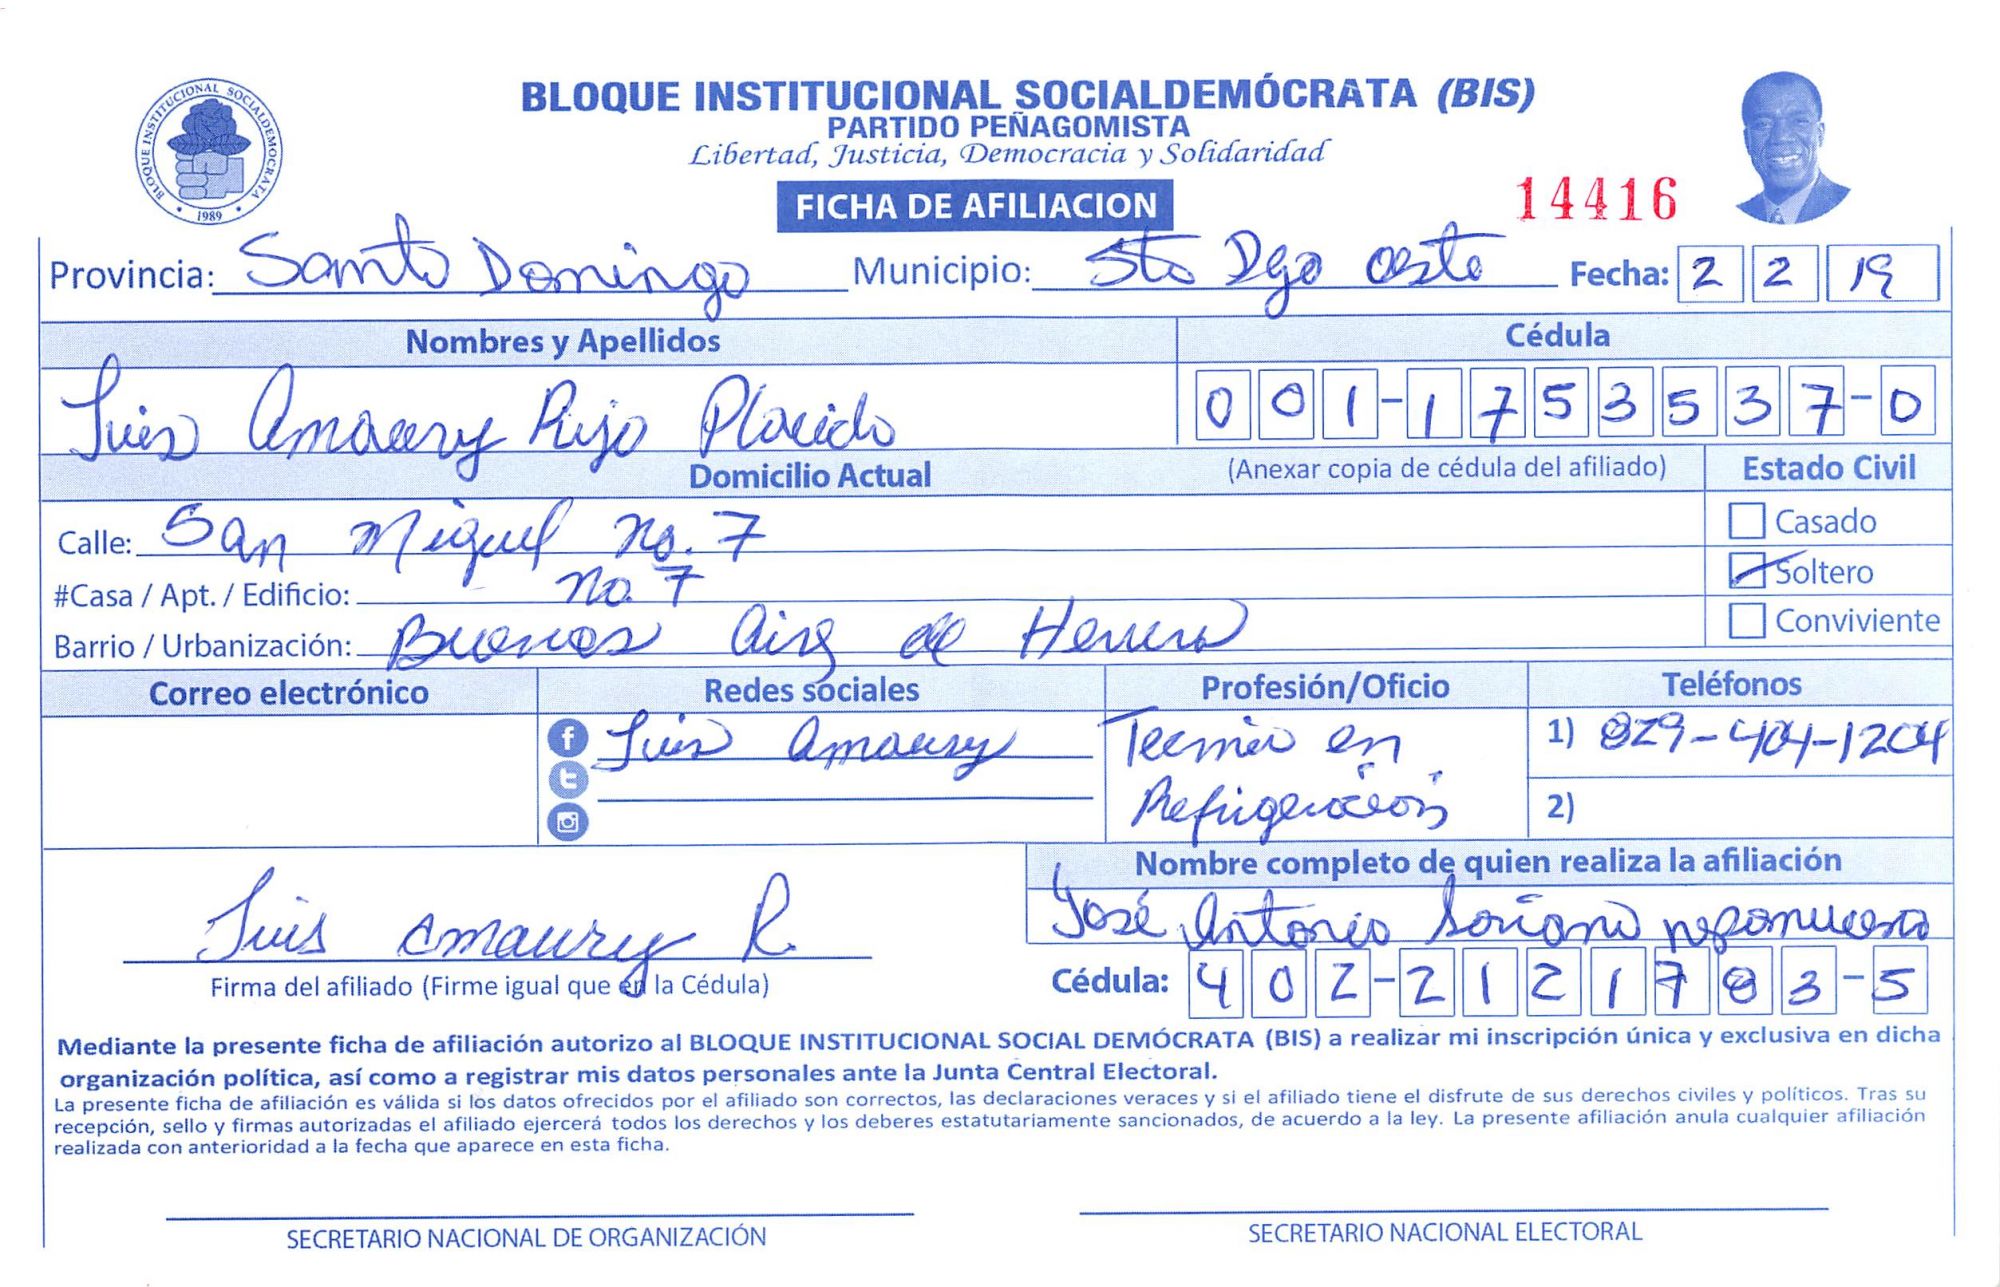 BLOQUE INSTITUCIONAL SOCIALDEMÓCRATA (BIS)
PARTIDO PEÑAGOMISTA
Libertad, Justicia, Democracia y Solidaridad
BLOQUE INSTITUCIONAL SOCIALDEMOCRATA
1989
FICHA DE AFILIACION
14416
Provincia: Santo Domingo Municipio: Sto Dgo oeste Fecha: 2 2 19
Nombres y Apellidos Cédula
Luis Amaury Rijo Placido 001-1753537-0
Domicilio Actual (Anexar copia de cédula del afiliado) Estado Civil
Calle: San Miguel No. 7 Casado
#Casa / Apt. / Edificio: No. 7 Soltero
Barrio / Urbanización: Buenos Aires de Herrera Conviviente
Correo electrónico Redes sociales Profesión/Oficio Teléfonos
Luis Amaury Tecnico en 1) 829-404-1204
Refrigeración 2)
Nombre completo de quien realiza la afiliación
Luis Amaury R. José Antonio Soriano nepomuceno
Firma del afiliado (Firme igual que en la Cédula) Cédula: 402-2121783-5
Mediante la presente ficha de afiliación autorizo al BLOQUE INSTITUCIONAL SOCIAL DEMÓCRATA (BIS) a realizar mi inscripción única y exclusiva en dicha
organización política, así como a registrar mis datos personales ante la Junta Central Electoral.
La presente ficha de afiliación es válida si los datos ofrecidos por el afiliado son correctos, las declaraciones veraces y si el afiliado tiene el disfrute de sus derechos civiles y políticos. Tras su
recepción, sello y firmas autorizadas el afiliado ejercerá todos los derechos y los deberes estatutariamente sancionados, de acuerdo a la ley. La presente afiliación anula cualquier afiliación
realizada con anterioridad a la fecha que aparece en esta ficha.
SECRETARIO NACIONAL DE ORGANIZACIÓN SECRETARIO NACIONAL ELECTORAL